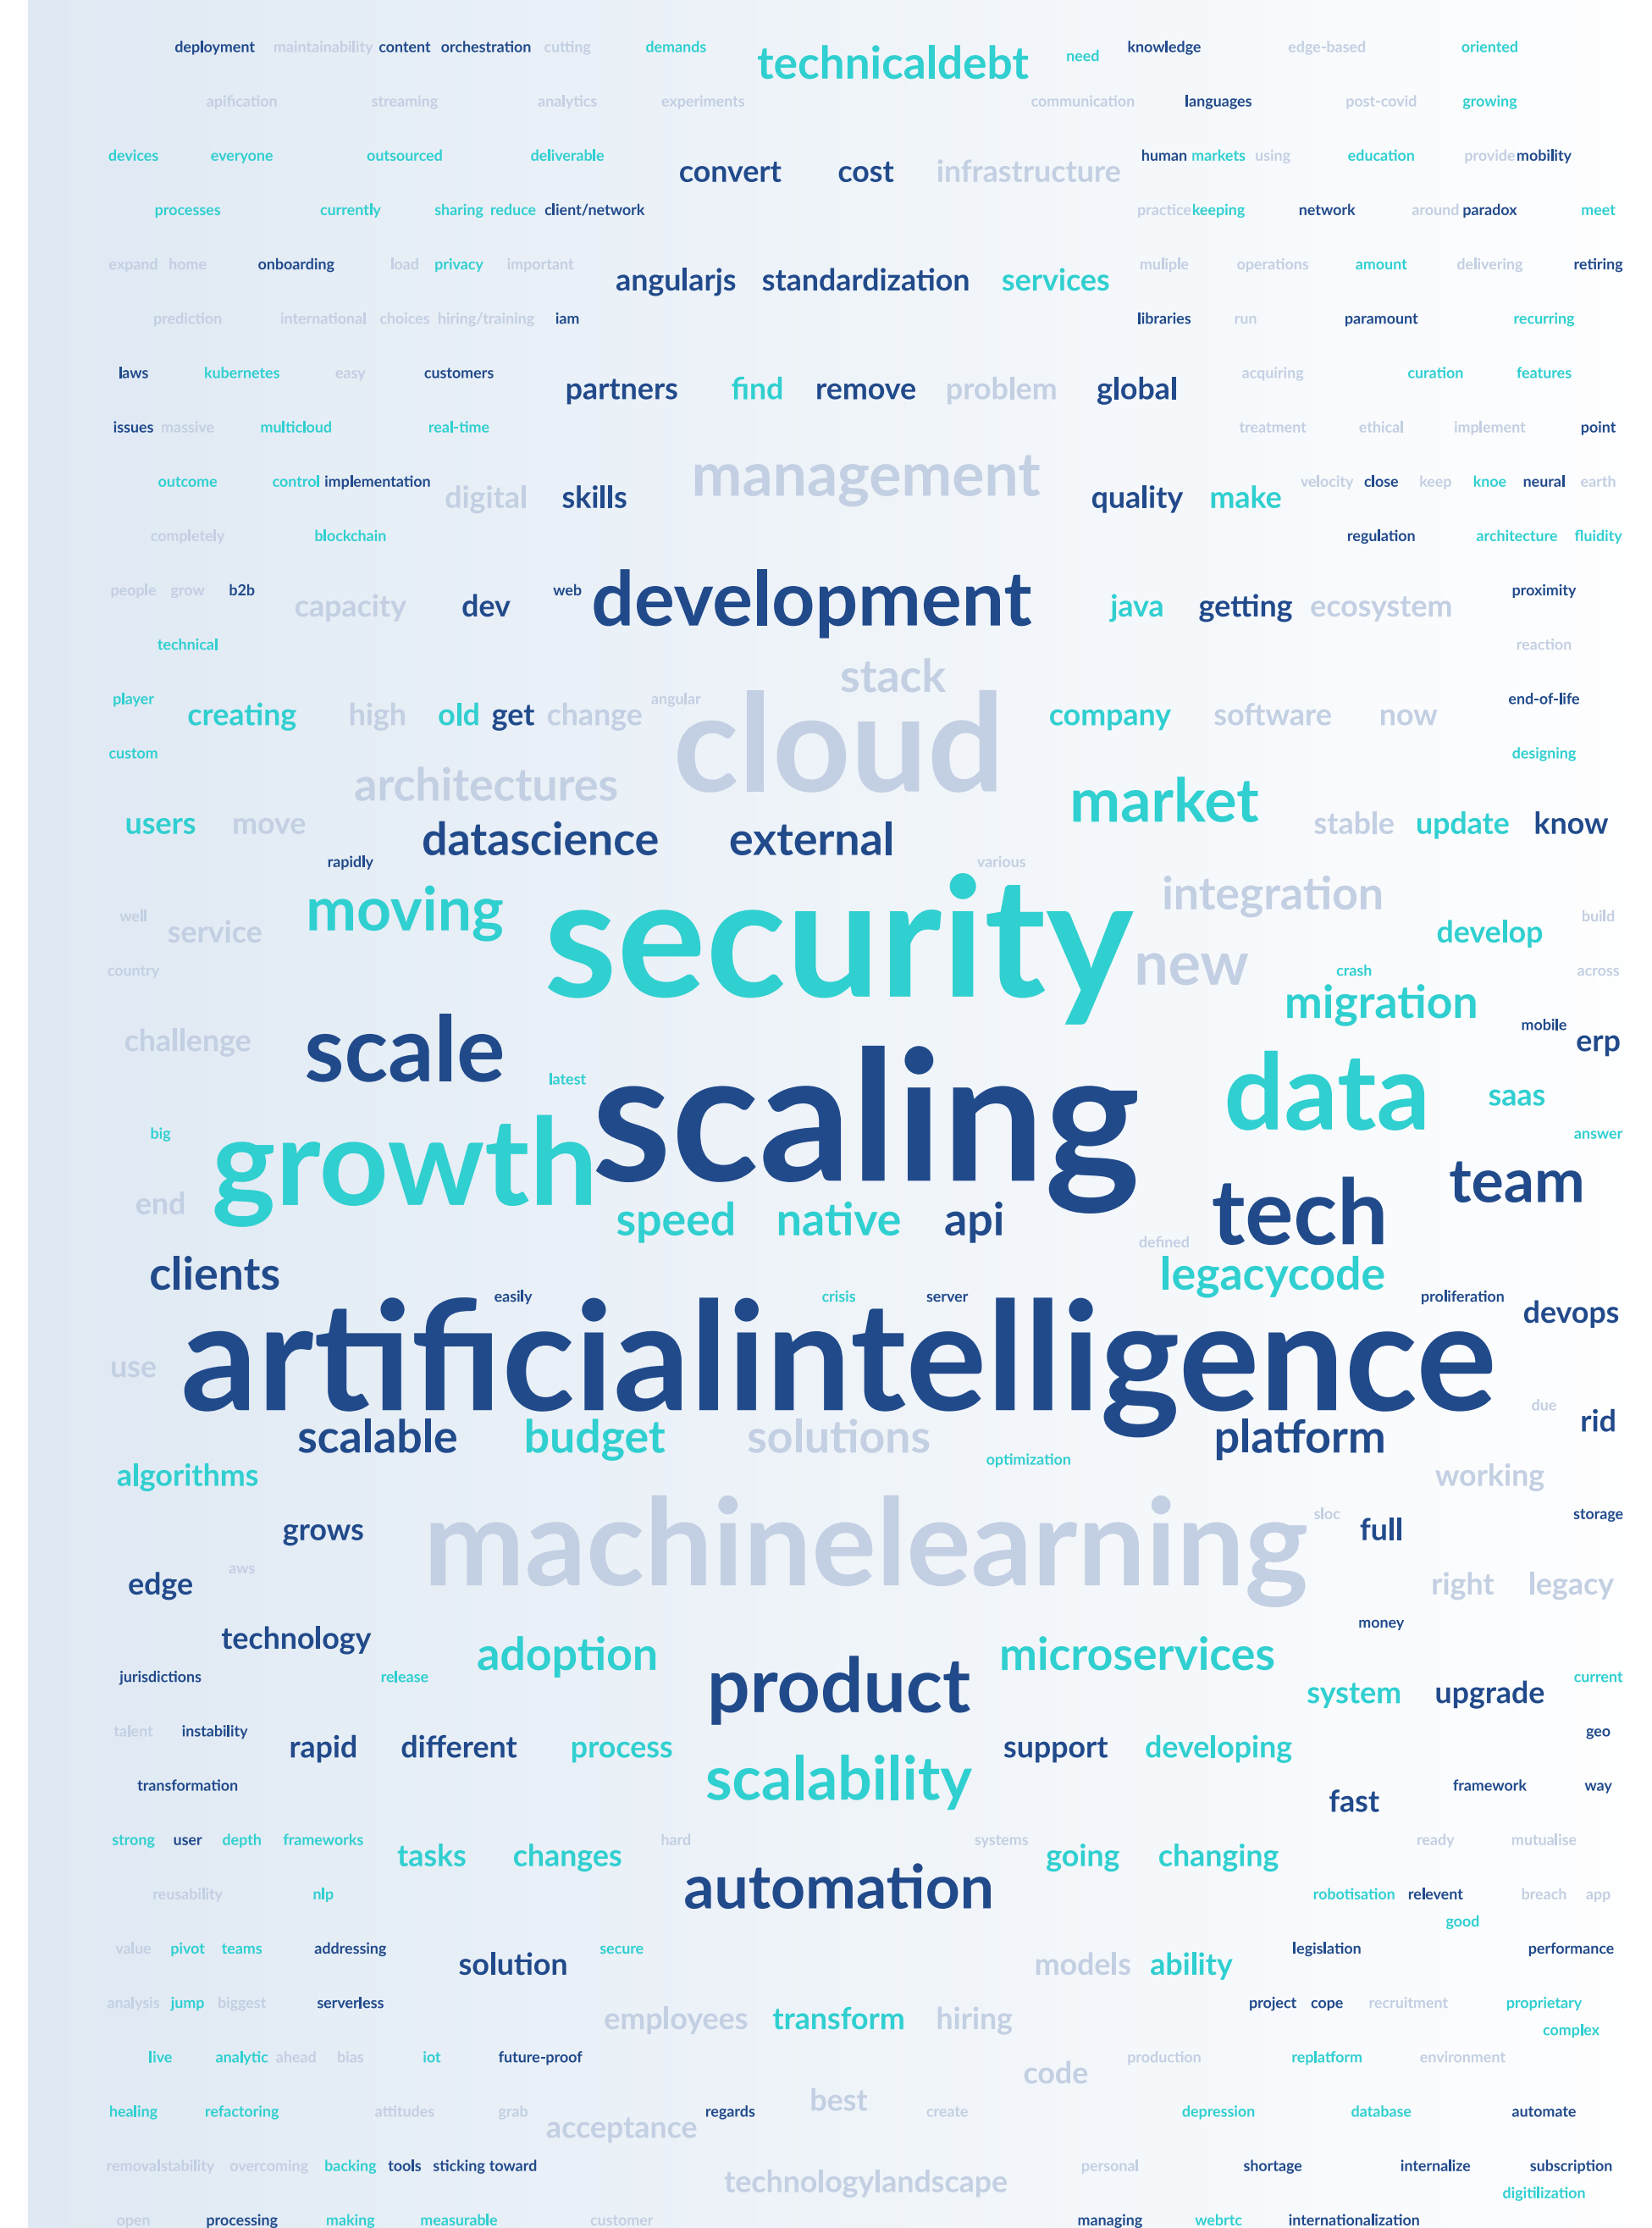 deployment maintainability content orchestration cutting demands technicaldebt need knowledge edge-based oriented
apification streaming analytics experiments communication languages post-covid growing
devices everyone outsourced deliverable convert cost infrastructure human markets using education provide mobility
processes currently sharing reduce client/network practice keeping network around paradox meet
expand home onboarding load privacy important angularjs standardization services muliple operations amount delivering retiring
prediction international choices hiring/training iam libraries run paramount recurring
laws kubernetes easy customers partners find remove problem global acquiring curation features
issues massive multicloud real-time treatment ethical implement point
outcome control implementation digital skills management quality make velocity close keep knoe neural earth
completely blockchain regulation architecture fluidity
people grow b2b capacity dev web development java getting ecosystem proximity
technical reaction
stack
player creating high old get change angular cloud company software now end-of-life
custom designing
architectures market
users move datascience external stable update know
rapidly various
well service moving security integration develop build
country new crash across
migration
challenge scale mobile erp
latest scaling data saas
big growth answer
end speed native api tech team
defined
clients legacycode
easily crisis server proliferation devops
use artificialintelligence
due
scalable budget solutions platform rid
optimization
algorithms working
grows machinelearning sloc full storage
edge aws right legacy
technology adoption microservices money
jurisdictions release product system upgrade current
talent instability rapid different process support developing geo
transformation scalability fast framework way
strong user depth frameworks tasks changes hard systems going changing ready mutualise
reusability nlp automation robotisation relevent breach app
good
value pivot teams addressing solution secure models ability legislation performance
analysis jump biggest serverless employees transform hiring project cope recruitment proprietary
complex
live analytic ahead bias iot future-proof code production replatform environment
healing refactoring attitudes grab acceptance regards best create depression database automate
removalstability overcoming backing tools sticking toward technologylandscape personal shortage internalize subscription
digitilization
open processing making measurable customer managing webrtc internationalization